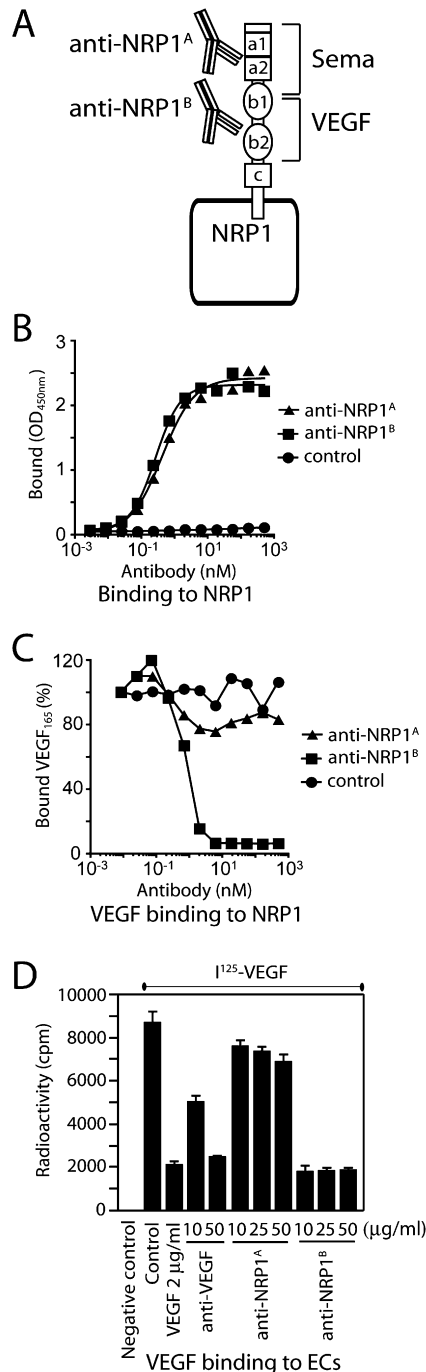 A
anti-NRP1ᴬ
a1
Sema
a2
anti-NRP1ᴮ
b1
VEGF
b2
c
NRP1
B
3
2
1
0
Bound (OD450nm)
anti-NRP1ᴬ
anti-NRP1ᴮ
control
10⁻³ 10⁻¹ 10¹ 10³
Antibody (nM)
Binding to NRP1
C
120
80
40
0
Bound VEGF₁₆₅ (%)
anti-NRP1ᴬ
anti-NRP1ᴮ
control
10⁻³ 10⁻¹ 10¹ 10³
Antibody (nM)
VEGF binding to NRP1
D
I¹²⁵-VEGF
10000
8000
6000
4000
2000
0
Radioactivity (cpm)
10 50 10 25 50 10 25 50 (μg/ml)
Negative control
Control
VEGF 2 μg/ml
anti-VEGF
anti-NRP1ᴬ
anti-NRP1ᴮ
VEGF binding to ECs